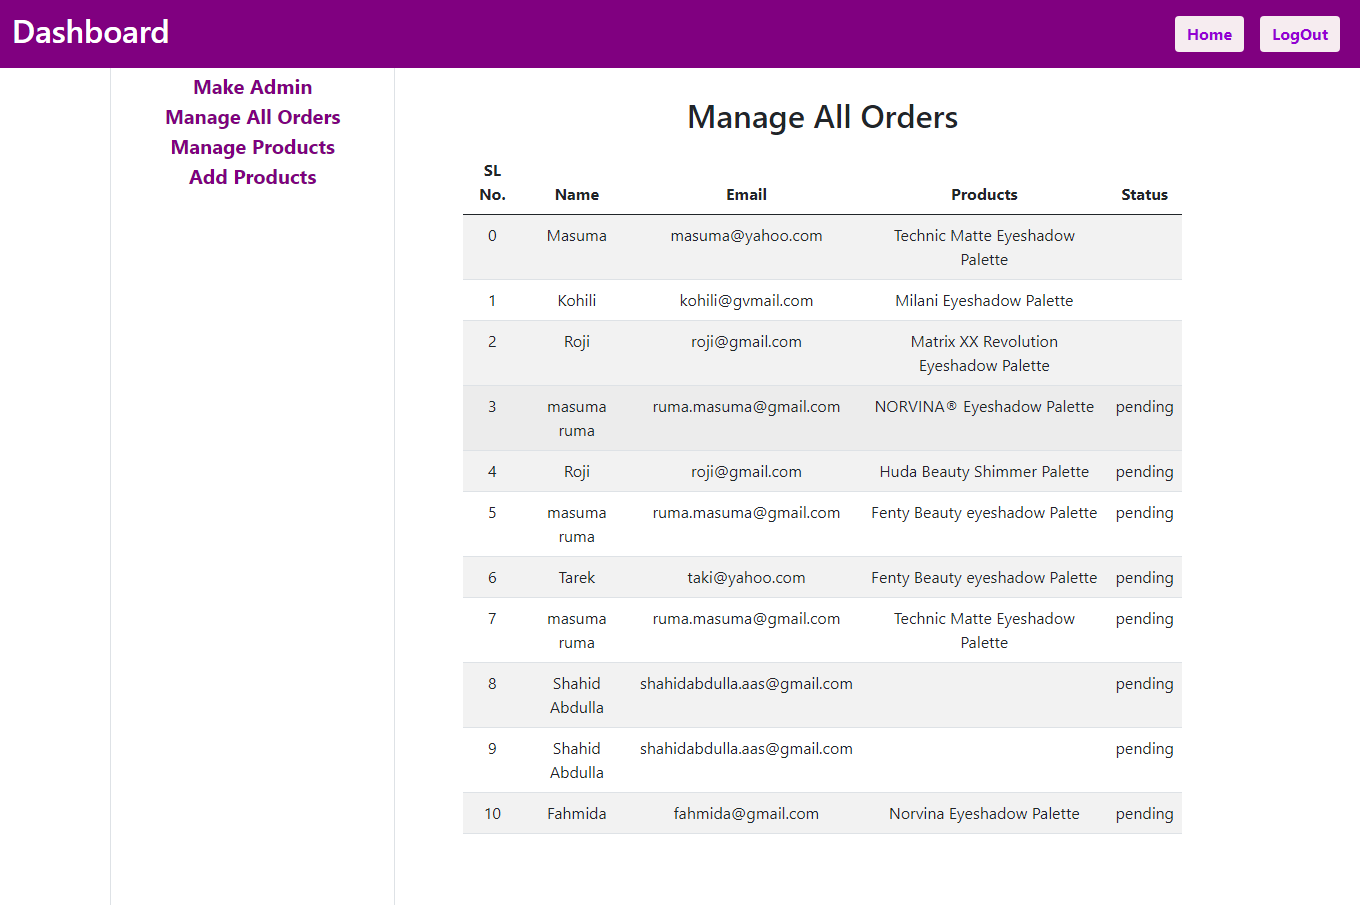 Dashboard
Home LogOut
Make Admin
Manage All Orders
Manage Products
Add Products
Manage All Orders
SL
No. Name Email Products Status
0 Masuma masuma@yahoo.com Technic Matte Eyeshadow
Palette
1 Kohili kohili@gvmail.com Milani Eyeshadow Palette
2 Roji roji@gmail.com Matrix XX Revolution
Eyeshadow Palette
3 masuma ruma.masuma@gmail.com NORVINA® Eyeshadow Palette pending
ruma
4 Roji roji@gmail.com Huda Beauty Shimmer Palette pending
5 masuma ruma.masuma@gmail.com Fenty Beauty eyeshadow Palette pending
ruma
6 Tarek taki@yahoo.com Fenty Beauty eyeshadow Palette pending
7 masuma ruma.masuma@gmail.com Technic Matte Eyeshadow pending
ruma Palette
8 Shahid shahidabdulla.aas@gmail.com pending
Abdulla
9 Shahid shahidabdulla.aas@gmail.com pending
Abdulla
10 Fahmida fahmida@gmail.com Norvina Eyeshadow Palette pending